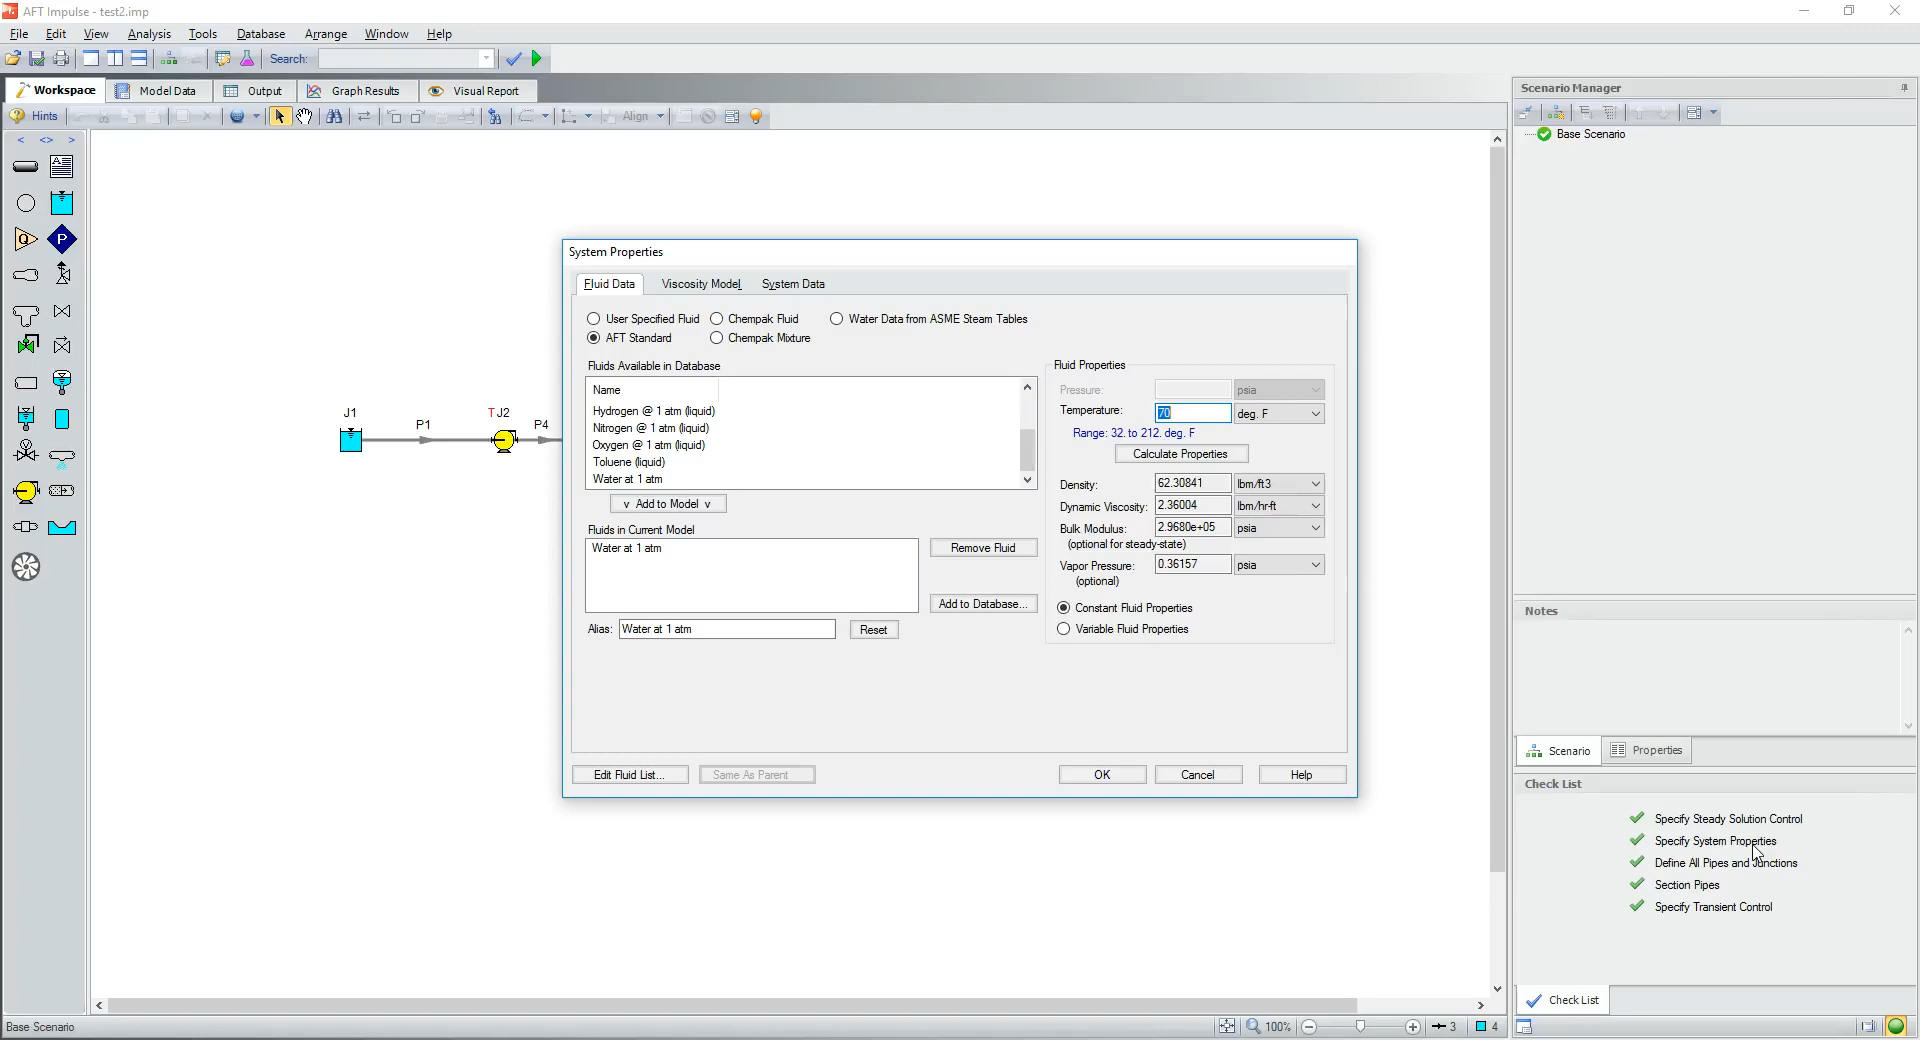 AFT Impulse - test2.imp
File Edit View Analysis Tools Database Arrange Window Help
Search:
Workspace Model Data Output Graph Results Visual Report
Hints Align
< <> >
A
Q P
J1 P1 T J2 P4
System Properties
Fluid Data Viscosity Model System Data
User Specified Fluid Chempak Fluid Water Data from ASME Steam Tables
AFT Standard Chempak Mixture
Fluids Available in Database
Name
Hydrogen @ 1 atm (liquid)
Nitrogen @ 1 atm (liquid)
Oxygen @ 1 atm (liquid)
Toluene (liquid)
Water at 1 atm
v Add to Model v
Fluids in Current Model
Water at 1 atm
Remove Fluid
Add to Database...
Alias: Water at 1 atm Reset
Fluid Properties
Pressure: psia
Temperature: 70 deg. F
Range: 32. to 212. deg. F
Calculate Properties
Density: 62.30841 lbm/ft3
Dynamic Viscosity: 2.36004 lbm/hr-ft
Bulk Modulus: 2.9680e+05 psia
(optional for steady-state)
Vapor Pressure: 0.36157 psia
(optional)
Constant Fluid Properties
Variable Fluid Properties
Edit Fluid List... Same As Parent OK Cancel Help
Scenario Manager
Base Scenario
Notes
Scenario Properties
Check List
Specify Steady Solution Control
Specify System Properties
Define All Pipes and Junctions
Section Pipes
Specify Transient Control
Check List
Base Scenario 100% 3 4